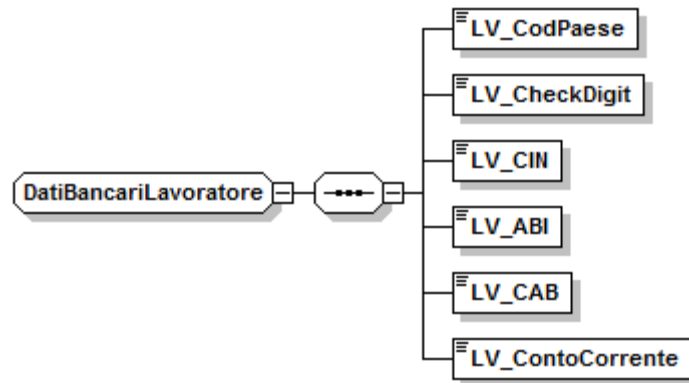 LV_CodPaese
LV_CheckDigit
LV_CIN
DatiBancariLavoratore
LV_ABI
LV_CAB
LV_ContoCorrente